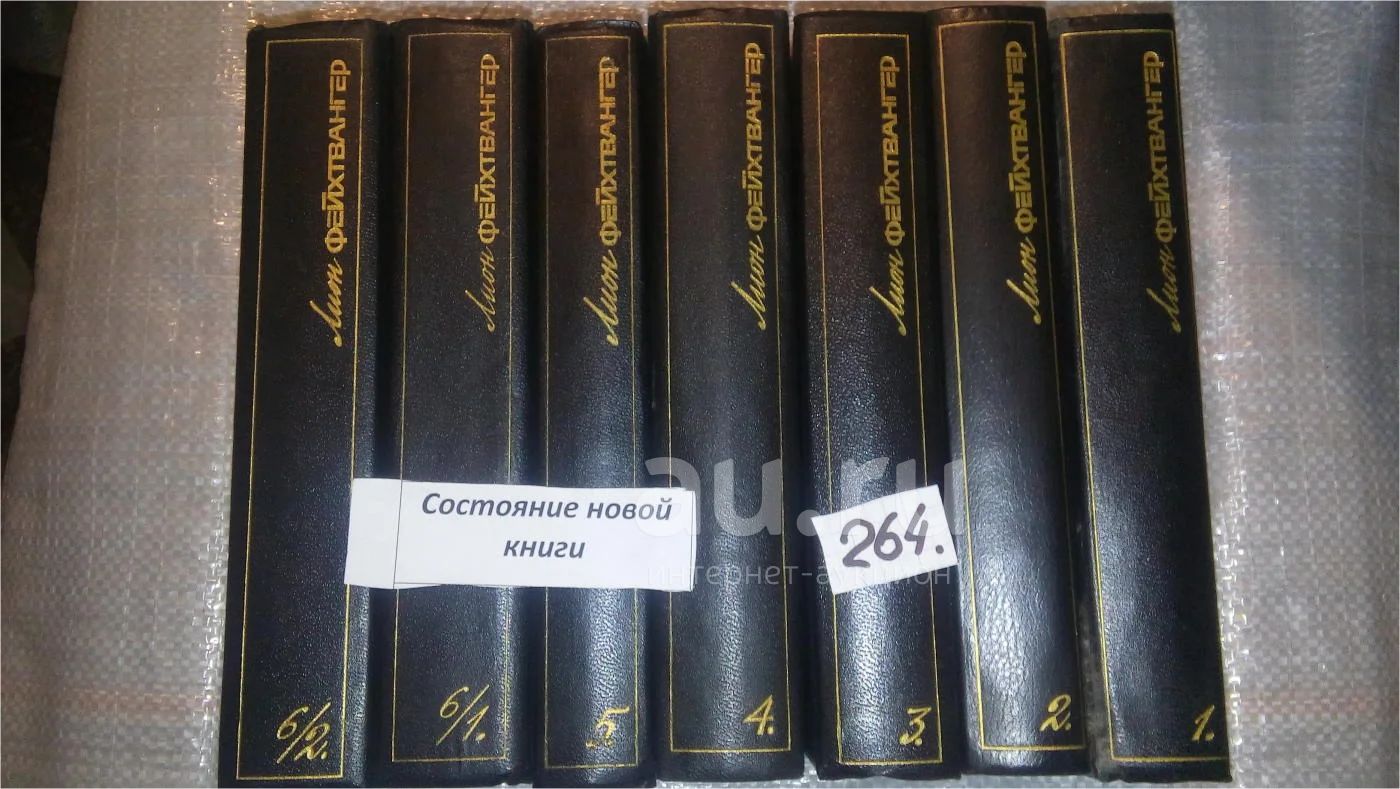 Лион ФЕЙХТВАНГЕР
6/2.
Лион ФЕЙХТВАНГЕР
6/1.
Лион ФЕЙХТВАНГЕР
5.
Лион ФЕЙХТВАНГЕР
4.
Лион ФЕЙХТВАНГЕР
3.
Лион ФЕЙХТВАНГЕР
2.
Лион ФЕЙХТВАНГЕР
1.
Состояние новой
книги
264.
au.ru
интернет-аукцион